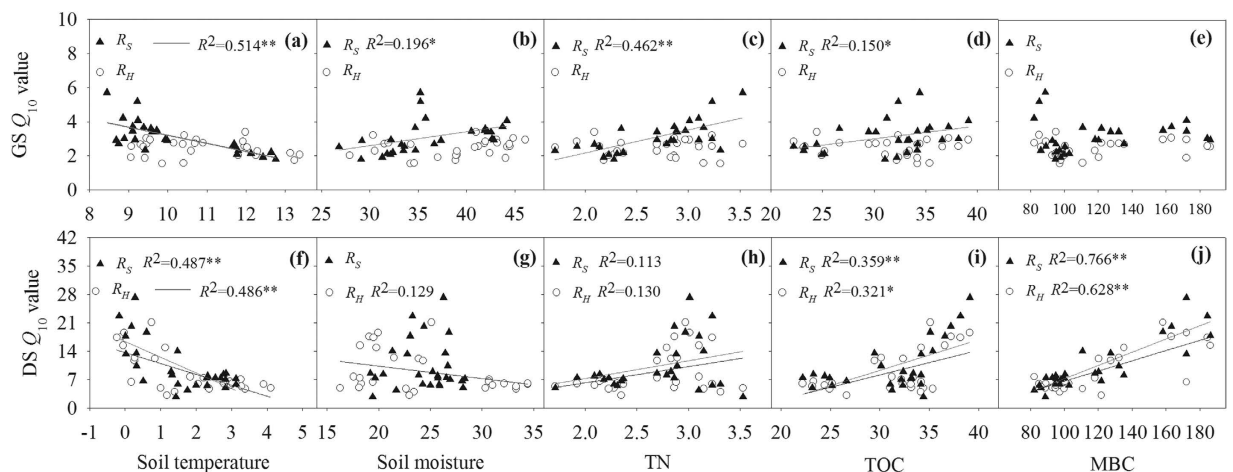 10
8
6
4
2
0
GS Q10 value
▲ RS R²=0.514** (a)
○ RH
8 9 10 11 12 13
▲ RS R²=0.196* (b)
○ RH
25 30 35 40 45
▲ RS R²=0.462** (c)
○ RH
2.0 2.5 3.0 3.5
▲ RS R²=0.150* (d)
○ RH
20 25 30 35 40
▲ RS (e)
○ RH
80 100 120 140 160 180
42
35
28
21
14
7
0
DS Q10 value
▲ RS R²=0.487** (f)
○ RH R²=0.486**
-1 0 1 2 3 4 5
Soil temperature
▲ RS (g)
○ RH R²=0.129
15 20 25 30 35
Soil moisture
▲ RS R²=0.113 (h)
○ RH R²=0.130
2.0 2.5 3.0 3.5
TN
▲ RS R²=0.359** (i)
○ RH R²=0.321*
20 25 30 35 40
TOC
▲ RS R²=0.766** (j)
○ RH R²=0.628**
80 100 120 140 160 180
MBC